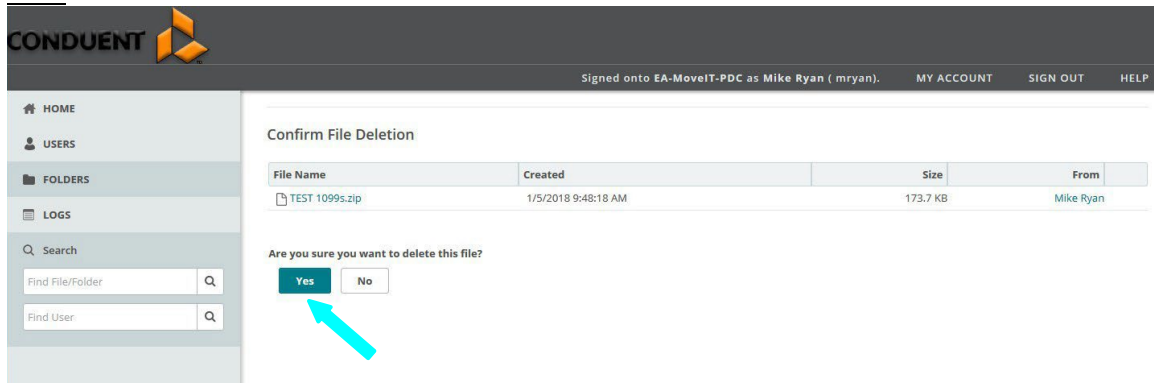 CONDUENT
Signed onto EA-MoveIT-PDC as Mike Ryan ( mryan). MY ACCOUNT SIGN OUT HELP
HOME
USERS
FOLDERS
LOGS
Search
Find File/Folder
Find User
Confirm File Deletion
File Name Created Size From
TEST 1099s.zip 1/5/2018 9:48:18 AM 173.7 KB Mike Ryan
Are you sure you want to delete this file?
Yes No